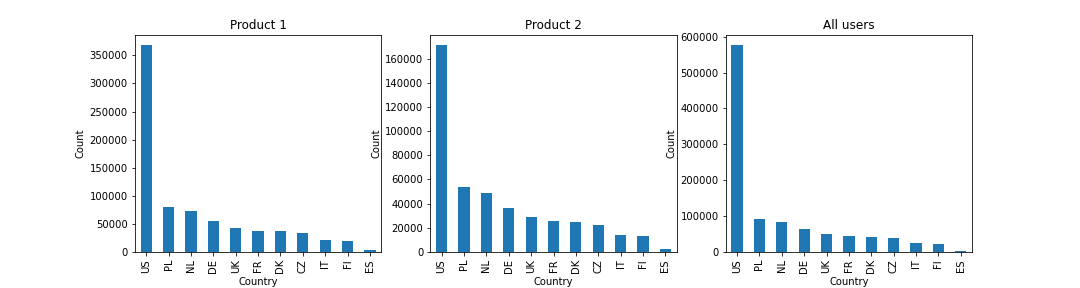 Product 1
Product 2
All users
Count
350000
300000
250000
200000
150000
100000
50000
0
US PL NL DE UK FR DK CZ IT FI ES
Country
Count
160000
140000
120000
100000
80000
60000
40000
20000
0
US PL NL DE UK FR DK CZ IT FI ES
Country
Count
600000
500000
400000
300000
200000
100000
0
US PL NL DE UK FR DK CZ IT FI ES
Country